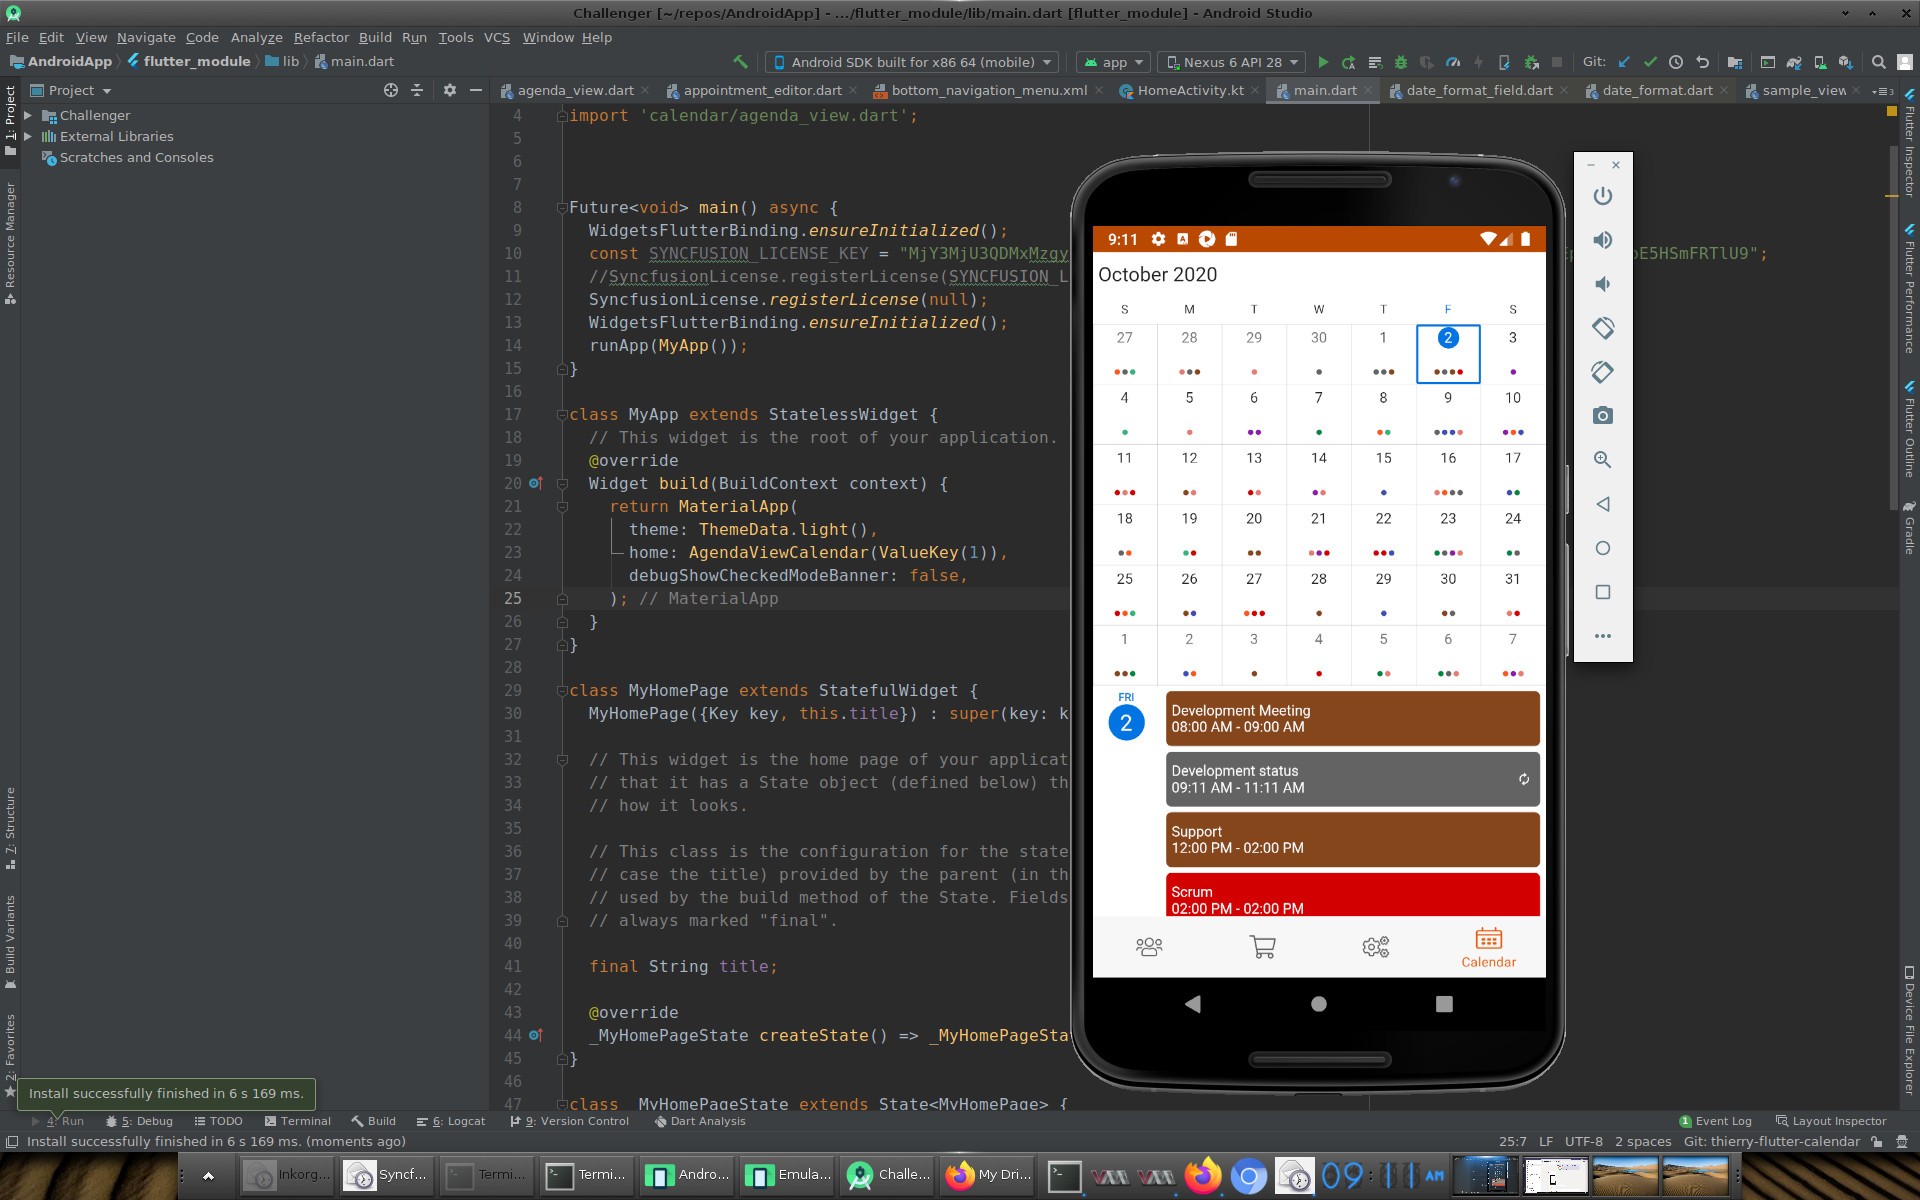 Challenger [~/repos/AndroidApp] - .../flutter_module/lib/main.dart [flutter_module] - Android Studio
File Edit View Navigate Code Analyze Refactor Build Run Tools VCS Window Help
AndroidApp flutter_module lib main.dart
Android SDK built for x86 64 (mobile) app Nexus 6 API 28 Git:
Project
agenda_view.dart appointment_editor.dart bottom_navigation_menu.xml HomeActivity.kt main.dart date_format_field.dart date_format.dart sample_view
Challenger
External Libraries
Scratches and Consoles
1: Project
Resource Manager
7: Structure
Build Variants
2: Favorites
4 import 'calendar/agenda_view.dart';
5
6
7
8 Future<void> main() async {
9 WidgetsFlutterBinding.ensureInitialized();
10 const SYNCFUSION_LICENSE_KEY = "MjY3MjU3QDMxMzgy
E5HSmFRTlU9";
11 //SyncfusionLicense.registerLicense(SYNCFUSION_L
12 SyncfusionLicense.registerLicense(null);
13 WidgetsFlutterBinding.ensureInitialized();
14 runApp(MyApp());
15 }
16
17 class MyApp extends StatelessWidget {
18 // This widget is the root of your application.
19 @override
20 Widget build(BuildContext context) {
21 return MaterialApp(
22 theme: ThemeData.light(),
23 home: AgendaViewCalendar(ValueKey(1)),
24 debugShowCheckedModeBanner: false,
25 ); // MaterialApp
26 }
27 }
28
29 class MyHomePage extends StatefulWidget {
30 MyHomePage({Key key, this.title}) : super(key: k
31
32 // This widget is the home page of your applicat
33 // that it has a State object (defined below) th
34 // how it looks.
35
36 // This class is the configuration for the state
37 // case the title) provided by the parent (in th
38 // used by the build method of the State. Fields
39 // always marked "final".
40
41 final String title;
42
43 @override
44 _MyHomePageState createState() => _MyHomePageSta
45 }
46
47 class _MyHomePageState extends State<MyHomePage> {
9:11
October 2020
S M T W T F S
27 28 29 30 1 2 3
4 5 6 7 8 9 10
11 12 13 14 15 16 17
18 19 20 21 22 23 24
25 26 27 28 29 30 31
1 2 3 4 5 6 7
FRI
2
Development Meeting
08:00 AM - 09:00 AM
Development status
09:11 AM - 11:11 AM
Support
12:00 PM - 02:00 PM
Scrum
02:00 PM - 02:00 PM
Calendar
Flutter Inspector
Flutter Performance
Flutter Outline
Gradle
Device File Explorer
Install successfully finished in 6 s 169 ms.
4: Run 5: Debug TODO Terminal Build 6: Logcat 9: Version Control Dart Analysis 1 Event Log Layout Inspector
Install successfully finished in 6 s 169 ms. (moments ago) 25:7 LF UTF-8 2 spaces Git: thierry-flutter-calendar
Inkorg... Syncf... Termi... Termi... Andro... Emula... Challe... My Dri... 09:11 AM